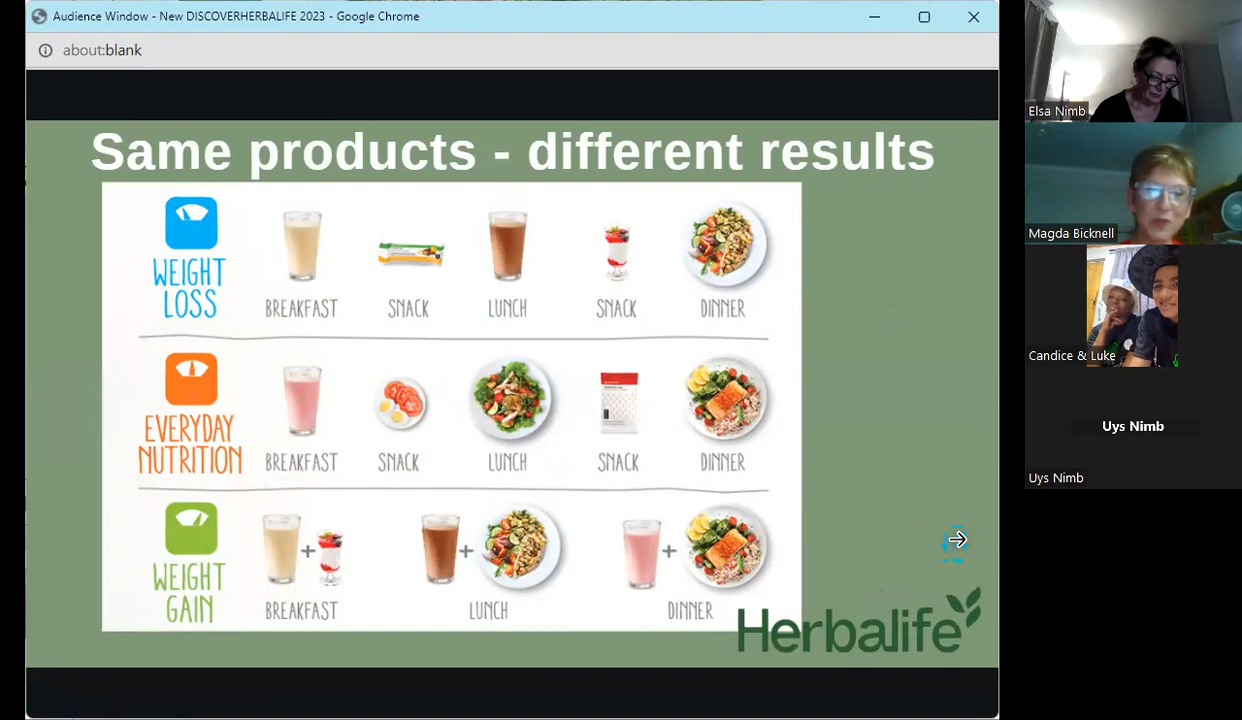 Audience Window - New DISCOVERHERBALIFE 2023 - Google Chrome
about:blank
Same products - different results
WEIGHT
LOSS
BREAKFAST
SNACK
LUNCH
SNACK
DINNER
EVERYDAY
NUTRITION
BREAKFAST
SNACK
LUNCH
SNACK
DINNER
WEIGHT
GAIN
+
+
+
BREAKFAST
LUNCH
DINNER
Herbalife
Elsa Nimb
Magda Bicknell
Candice & Luke
Uys Nimb
Uys Nimb